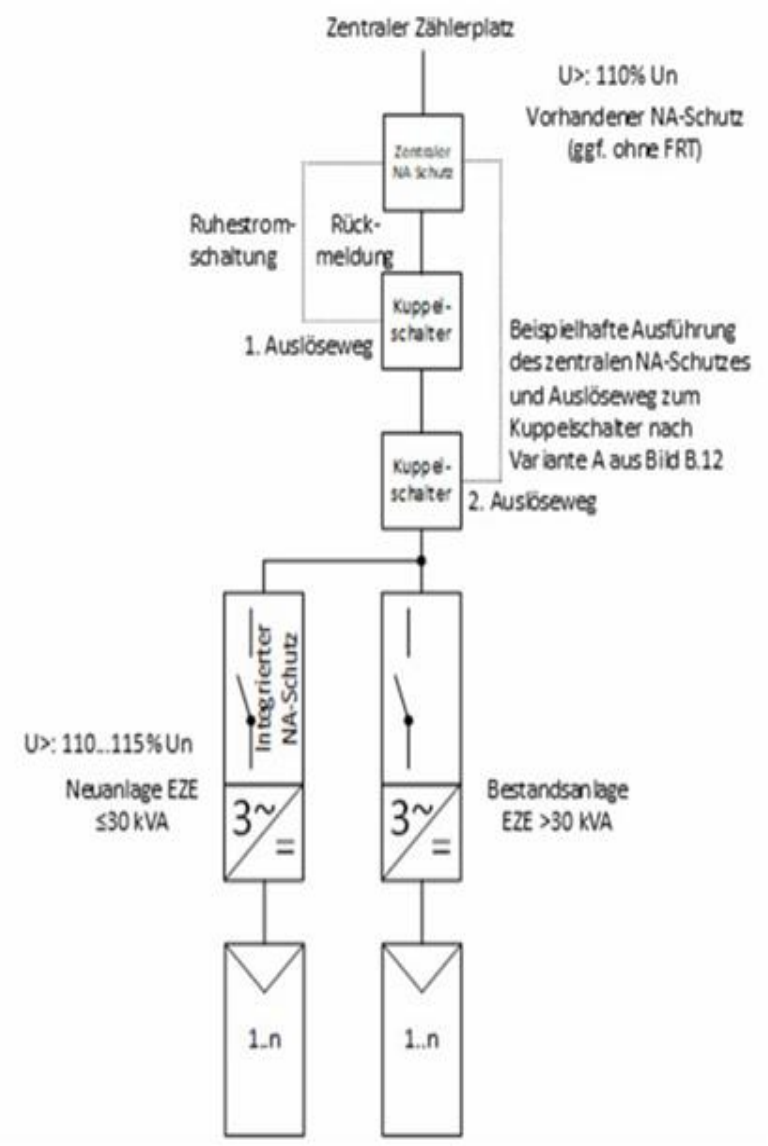 Zentraler Zählerplatz
U>: 110% Un
Vorhandener NA-Schutz
(ggf. ohne FRT)
Zentraler
NA Schutz
Ruhestrom-
schaltung
Rück-
meldung
Kuppel-
schalter
1. Auslöseweg
Beispielhafte Ausführung
des zentralen NA-Schutzes
und Auslöseweg zum
Kuppelschalter nach
Variante A aus Bild B.12
Kuppel-
schalter
2. Auslöseweg
Integrierter
NA-Schutz
U>: 110...115% Un
Neuanlage EZE
≤30 kVA
3~
=
3~
=
Bestandsanlage
EZE >30 kVA
1..n
1..n